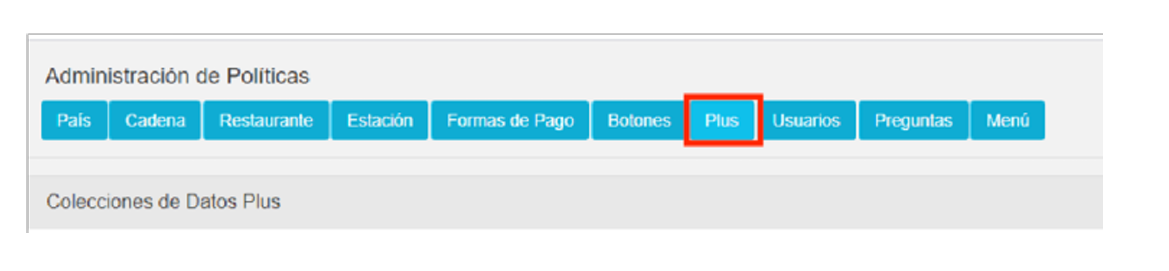 Administración de Políticas
País Cadena Restaurante Estación Formas de Pago Botones Plus Usuarios Preguntas Menú
Colecciones de Datos Plus